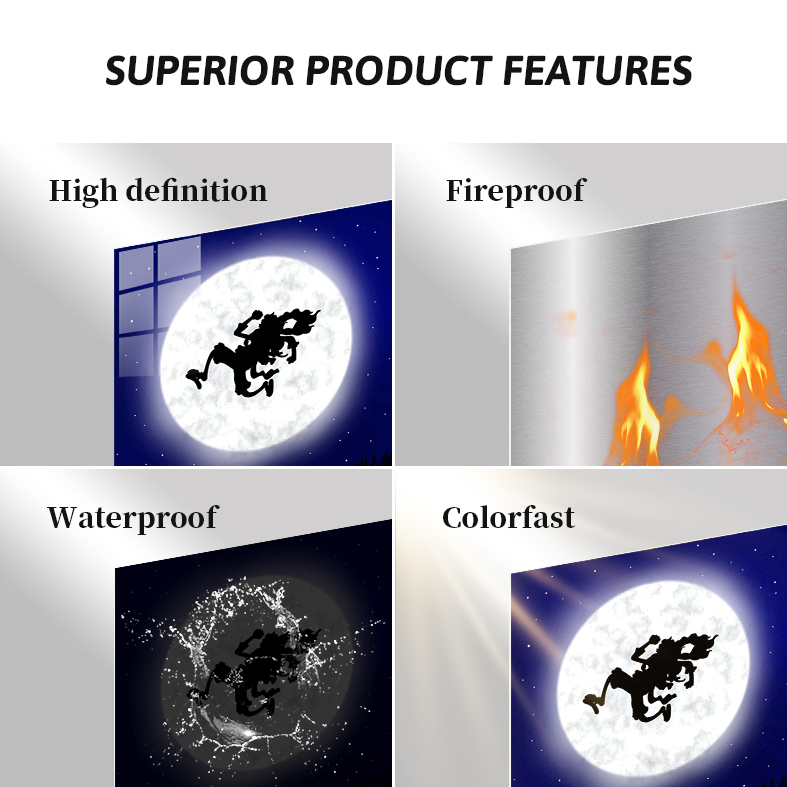 SUPERIOR PRODUCT FEATURES
High definition
Fireproof
Waterproof
Colorfast